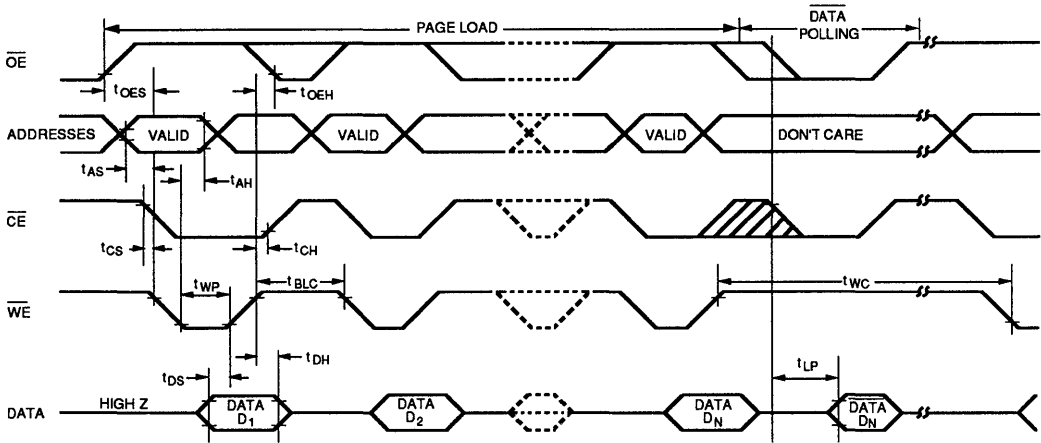 PAGE LOAD
DATA
POLLING
OE
tOES
tOEH
ADDRESSES
VALID
VALID
VALID
DON'T CARE
tAS
tAH
CE
tCS
tCH
tWP
tBLC
tWC
WE
tDS
tDH
tLP
DATA
HIGH Z
DATA
D1
DATA
D2
DATA
DN
DATA
DN